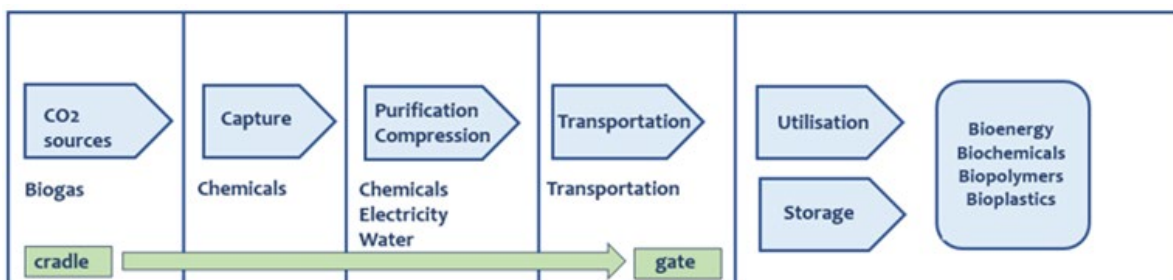 CO2
sources
Capture
Purification
Compression
Transportation
Utilisation
Storage
Bioenergy
Biochemicals
Biopolymers
Bioplastics
Biogas
Chemicals
Chemicals
Electricity
Water
Transportation
cradle
gate